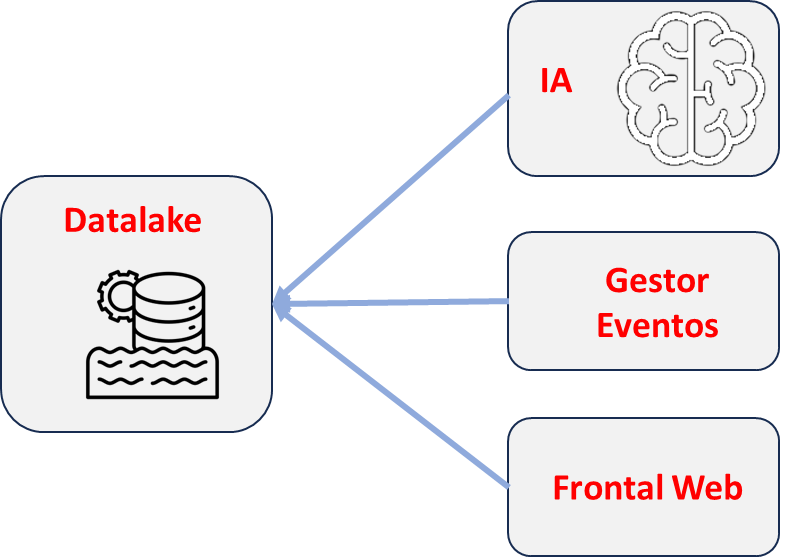 IA
Datalake
Gestor
Eventos
Frontal Web